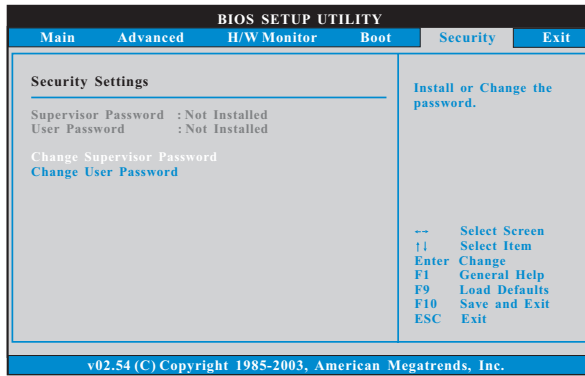 BIOS SETUP UTILITY
Main Advanced H/W Monitor Boot Security Exit
Security Settings
Supervisor Password : Not Installed
User Password : Not Installed
Change Supervisor Password
Change User Password
Install or Change the
password.
←→ Select Screen
↑↓ Select Item
Enter Change
F1 General Help
F9 Load Defaults
F10 Save and Exit
ESC Exit
v02.54 (C) Copyright 1985-2003, American Megatrends, Inc.